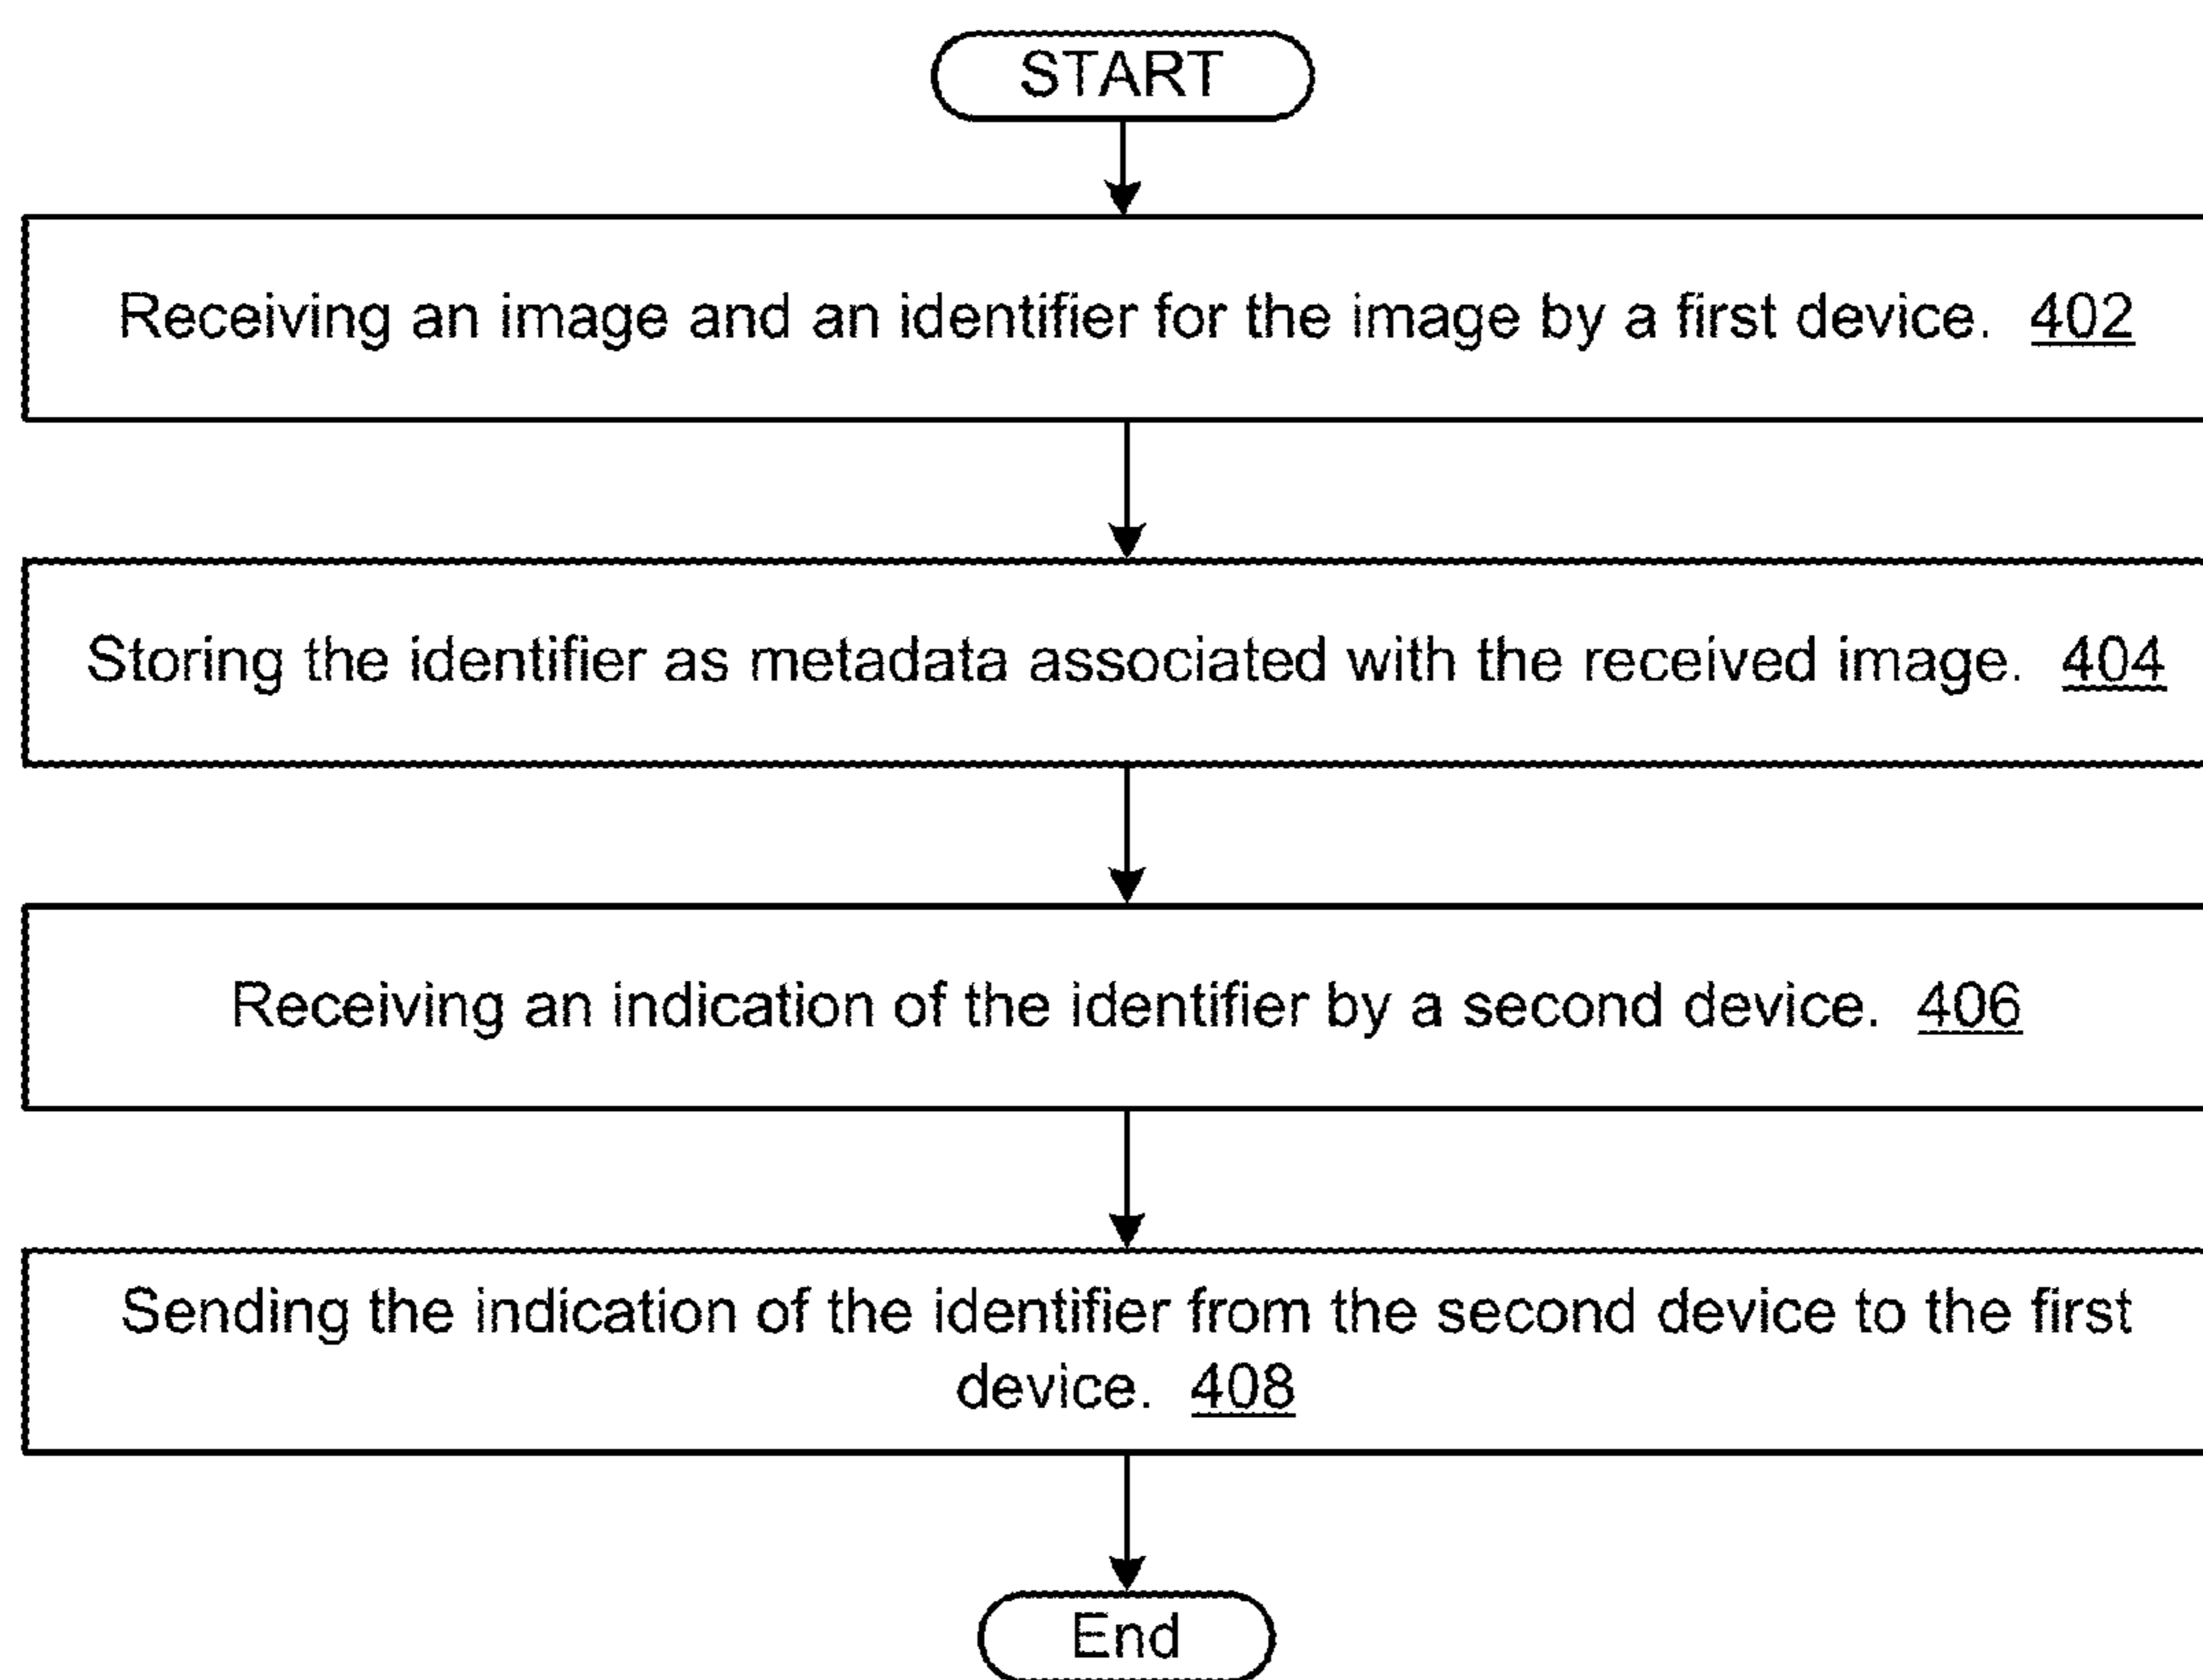 START
Receiving an image and an identifier for the image by a first device. 402
Storing the identifier as metadata associated with the received image. 404
Receiving an indication of the identifier by a second device. 406
Sending the indication of the identifier from the second device to the first
device. 408
End